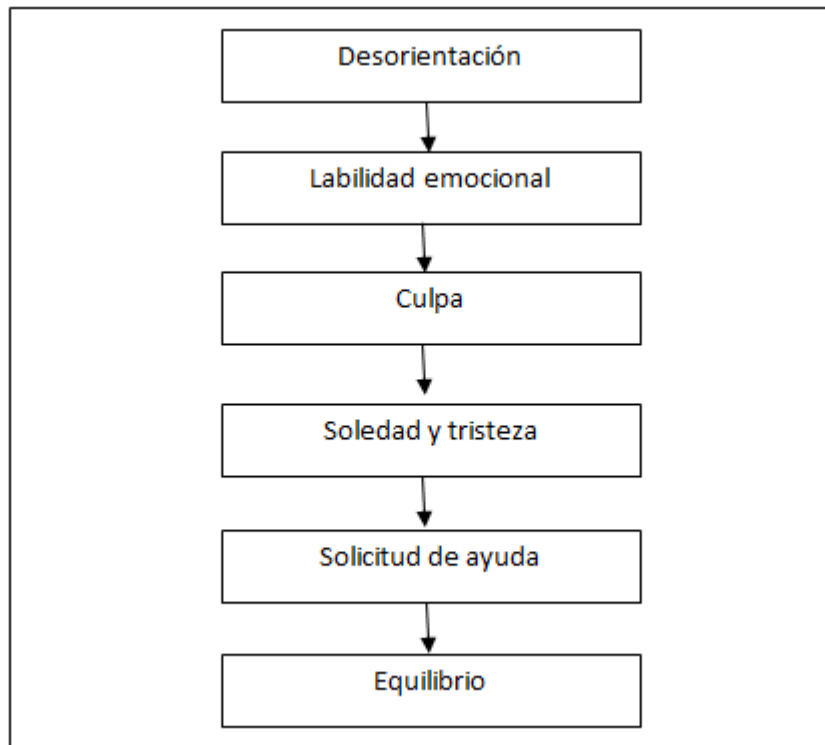 Desorientación
Labilidad emocional
Culpa
Soledad y tristeza
Solicitud de ayuda
Equilibrio